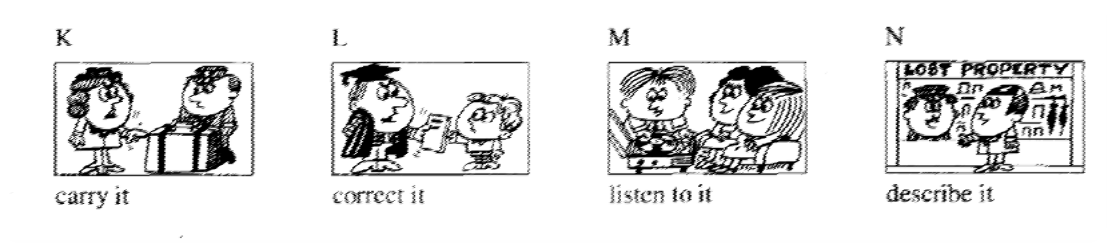 K L M N
LOST PROPERTY
carry it correct it listen to it describe it